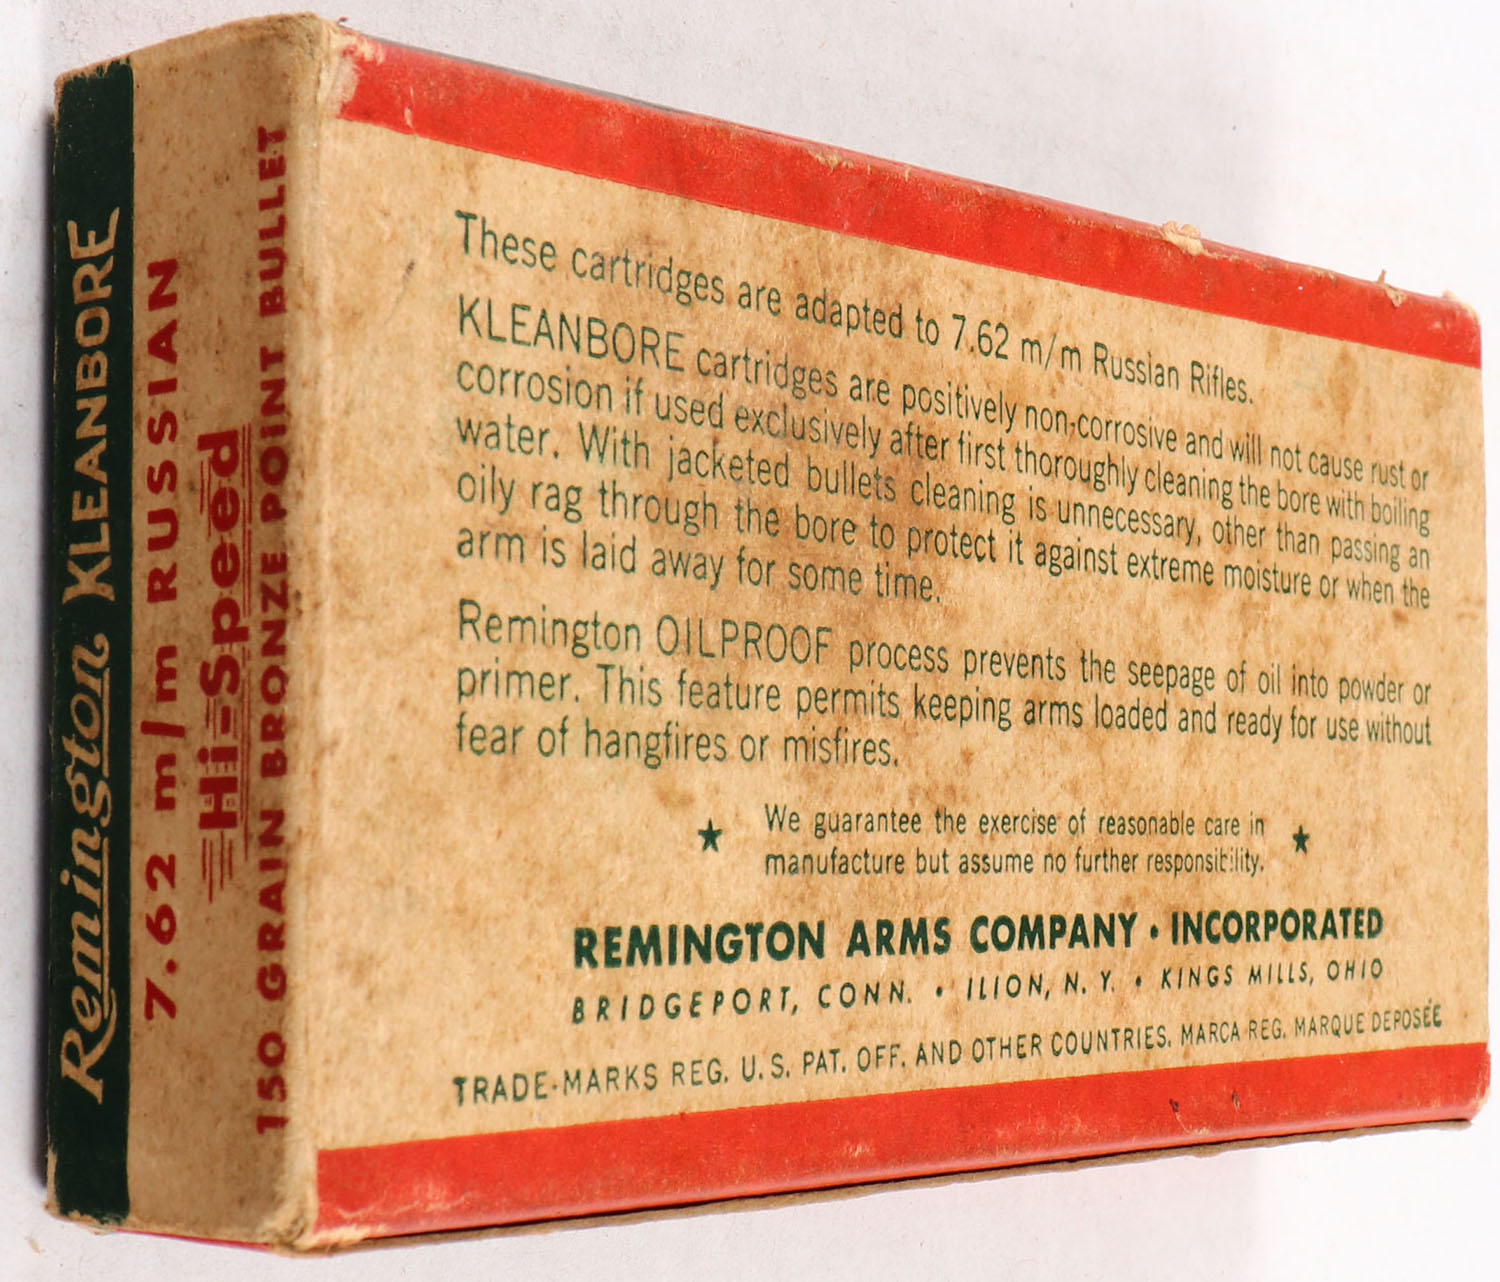 Remington KLEANBORE
7.62 m/m RUSSIAN
Hi-Speed
150 GRAIN BRONZE POINT BULLET
These cartridges are adapted to 7.62 m/m Russian Rifles.
KLEANBORE cartridges are positively non-corrosive and will not cause rust or
corrosion if used exclusively after first thoroughly cleaning the bore with boiling
water. With jacketed bullets cleaning is unnecessary, other than passing an
oily rag through the bore to protect it against extreme moisture or when the
arm is laid away for some time.
Remington OILPROOF process prevents the seepage of oil into powder or
primer. This feature permits keeping arms loaded and ready for use without
fear of hangfires or misfires.
★ We guarantee the exercise of reasonable care in ★
manufacture but assume no further responsibility.
REMINGTON ARMS COMPANY • INCORPORATED
BRIDGEPORT, CONN. • ILION, N. Y. • KINGS MILLS, OHIO
TRADE-MARKS REG. U.S. PAT. OFF. AND OTHER COUNTRIES. MARCA REG. MARQUE DEPOSÉE